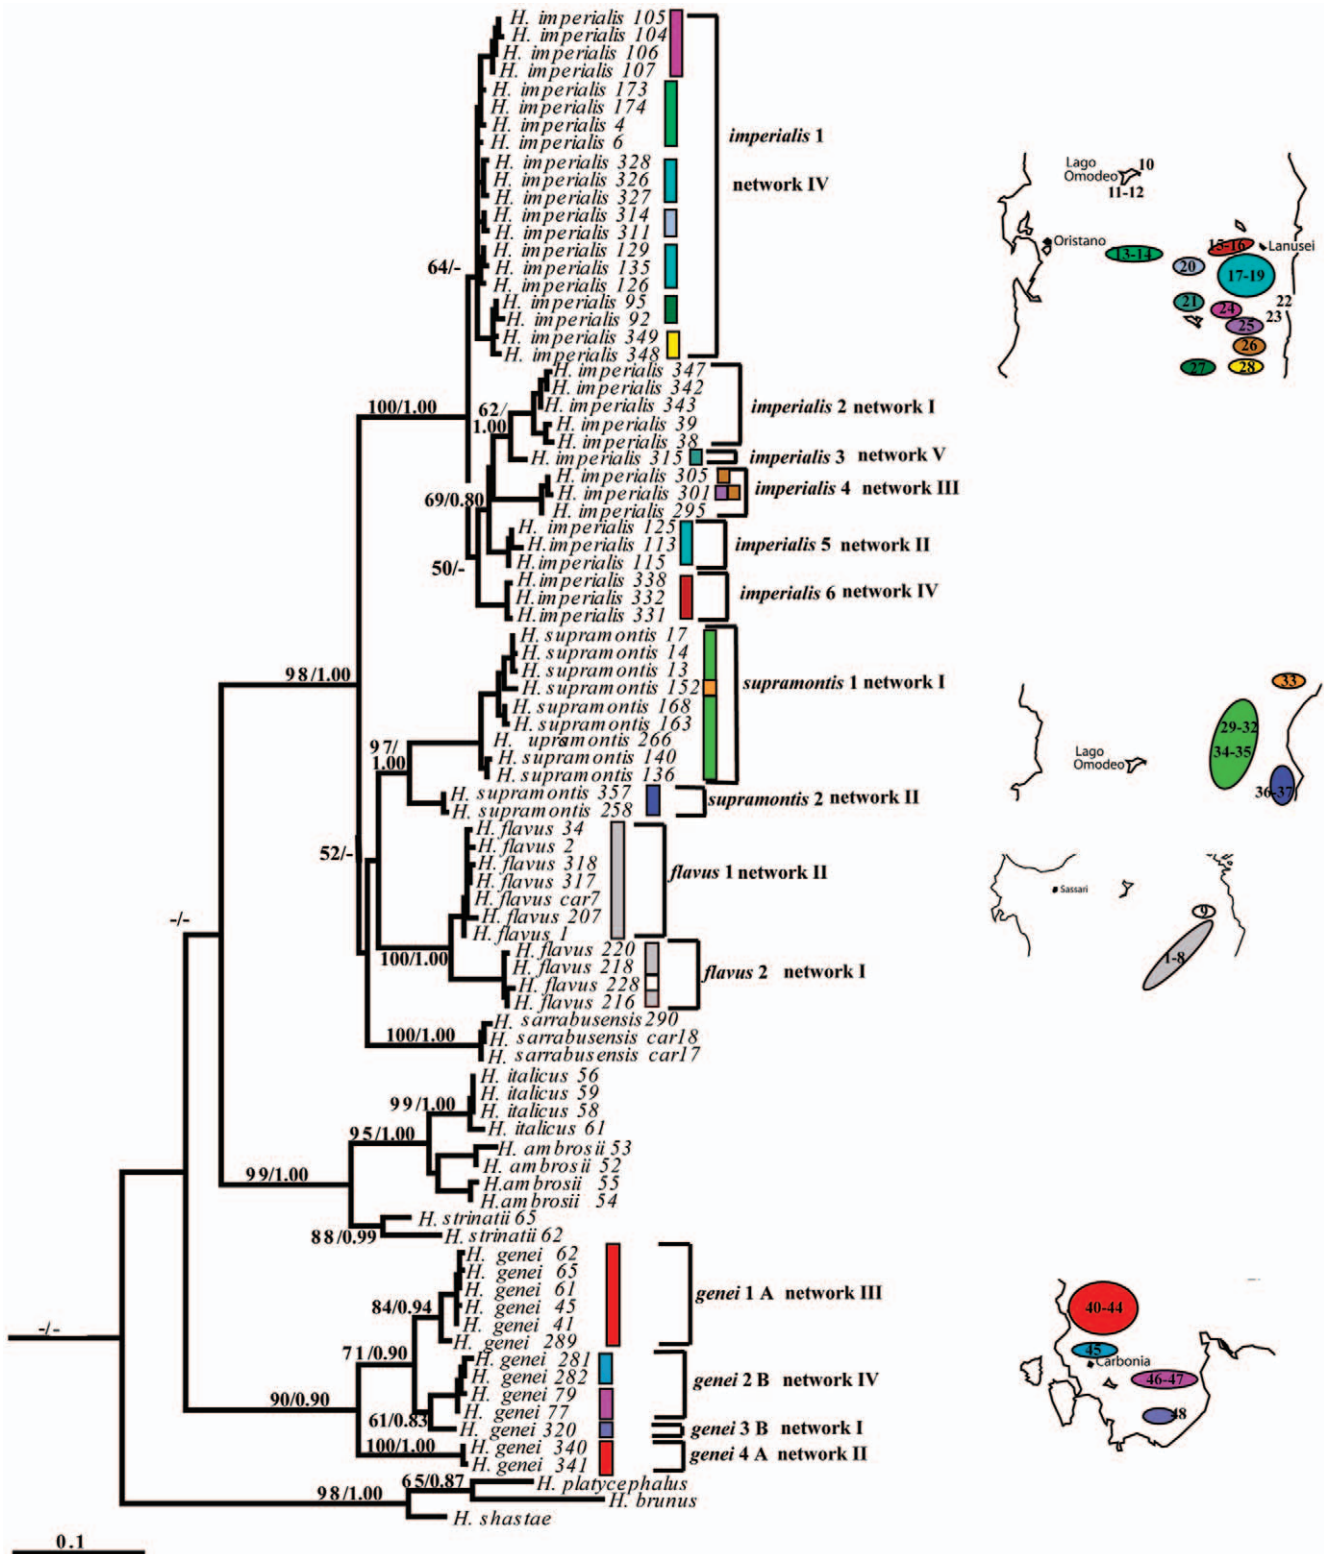 H. imperialis 105
H. imperialis 104
H. imperialis 106
H. imperialis 107
H. imperialis 173
H. imperialis 174
H. imperialis 4
H. imperialis 6
H. imperialis 328
H. imperialis 326
H. imperialis 327
H. imperialis 314
H. imperialis 311
H. imperialis 129
H. imperialis 135
H. imperialis 126
H. imperialis 95
H. imperialis 92
H. imperialis 349
H. imperialis 348
imperialis 1
network IV
64/-
100/1.00
H. imperialis 347
H. imperialis 342
H. imperialis 343
H. imperialis 39
H. imperialis 38
imperialis 2 network I
62/
1.00
H. imperialis 315
imperialis 3 network V
H. imperialis 305
H. imperialis 301
H. imperialis 295
imperialis 4 network III
69/0.80
H. imperialis 125
H.imperialis 113
H. imperialis 115
imperialis 5 network II
50/-
H.imperialis 338
H.imperialis 332
H.imperialis 331
imperialis 6 network IV
H. supramontis 17
H. supramontis 14
H. supramontis 13
H. supramontis 152
H. supramontis 168
H. supramontis 163
H. upramontis 266
H. supramontis 140
H. supramontis 136
supramontis 1 network I
98/1.00
97/
1.00
H. supramontis 357
H. supramontis 258
supramontis 2 network II
52/-
H. flavus 34
H. flavus 2
H. flavus 318
H. flavus 317
H. flavus car7
H. flavus 207
H. flavus 1
flavus 1 network II
100/1.00
H. flavus 220
H. flavus 218
H. flavus 228
H. flavus 216
flavus 2 network I
H. sarrabusensis 290
H. sarrabusensis car18
H. sarrabusensis car17
100/1.00
-/-
H. italicus 56
H. italicus 59
H. italicus 58
H. italicus 61
99/1.00
95/1.00
H. ambrosii 53
H. ambrosii 52
H.ambrosii 55
H.ambrosii 54
99/1.00
H. strinatii 65
H. strinatii 62
88/0.99
H. genei 62
H. genei 65
H. genei 61
H. genei 45
H. genei 41
H. genei 289
genei 1 A network III
84/0.94
-/-
71/0.90
H. genei 281
H. genei 282
H. genei 79
H. genei 77
genei 2 B network IV
90/0.90
61/0.83
H. genei 320
genei 3 B network I
100/1.00
H. genei 340
H. genei 341
genei 4 A network II
65/0.87
98/1.00
H. platycephalus
H. brunus
H. shastae
0.1
Lago
Omodeo
10
11-12
Oristano
13-14
15-16
Lanusei
20
17-19
21
22
24
23
25
26
27
28
33
29-32
34-35
Lago
Omodeo
36-37
Sassari
9
1-8
40-44
45
Carbonia
46-47
48